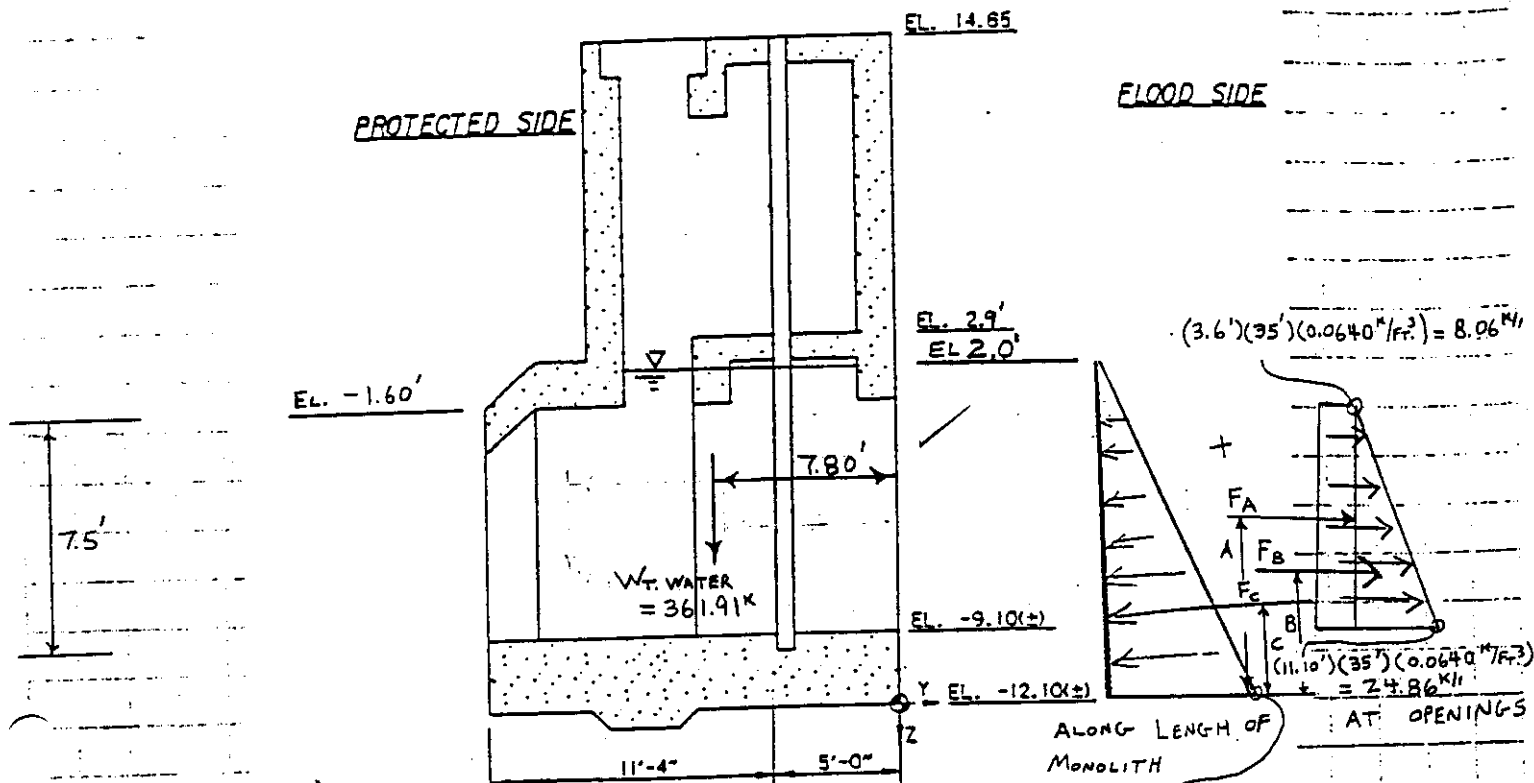 EL. 14.65
PROTECTED SIDE
FLOOD SIDE
EL. 2.9'
EL 2.0'
(3.6')(35')(0.0640 K/FT.³) = 8.06 K/'
EL. -1.60'
7.80'
7.5'
+
FA
A
FB
WT. WATER
= 361.91K
FC
B
C
EL. -9.10(±)
(11.10')(35')(0.0640 K/FT.³)
= 24.86 K/'
Y
EL. -12.10(±)
Z
AT OPENINGS
ALONG LENGH OF
MONOLITH
11'-4"
5'-0"